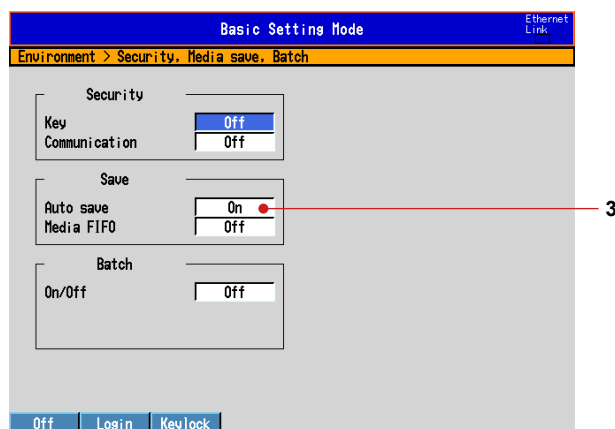 Basic Setting Mode
Ethernet
Link
Environment > Security, Media save, Batch
Security
Key Off
Communication Off
Save
Auto save On
3
Media FIFO Off
Batch
On/Off Off
Off Login Keylock